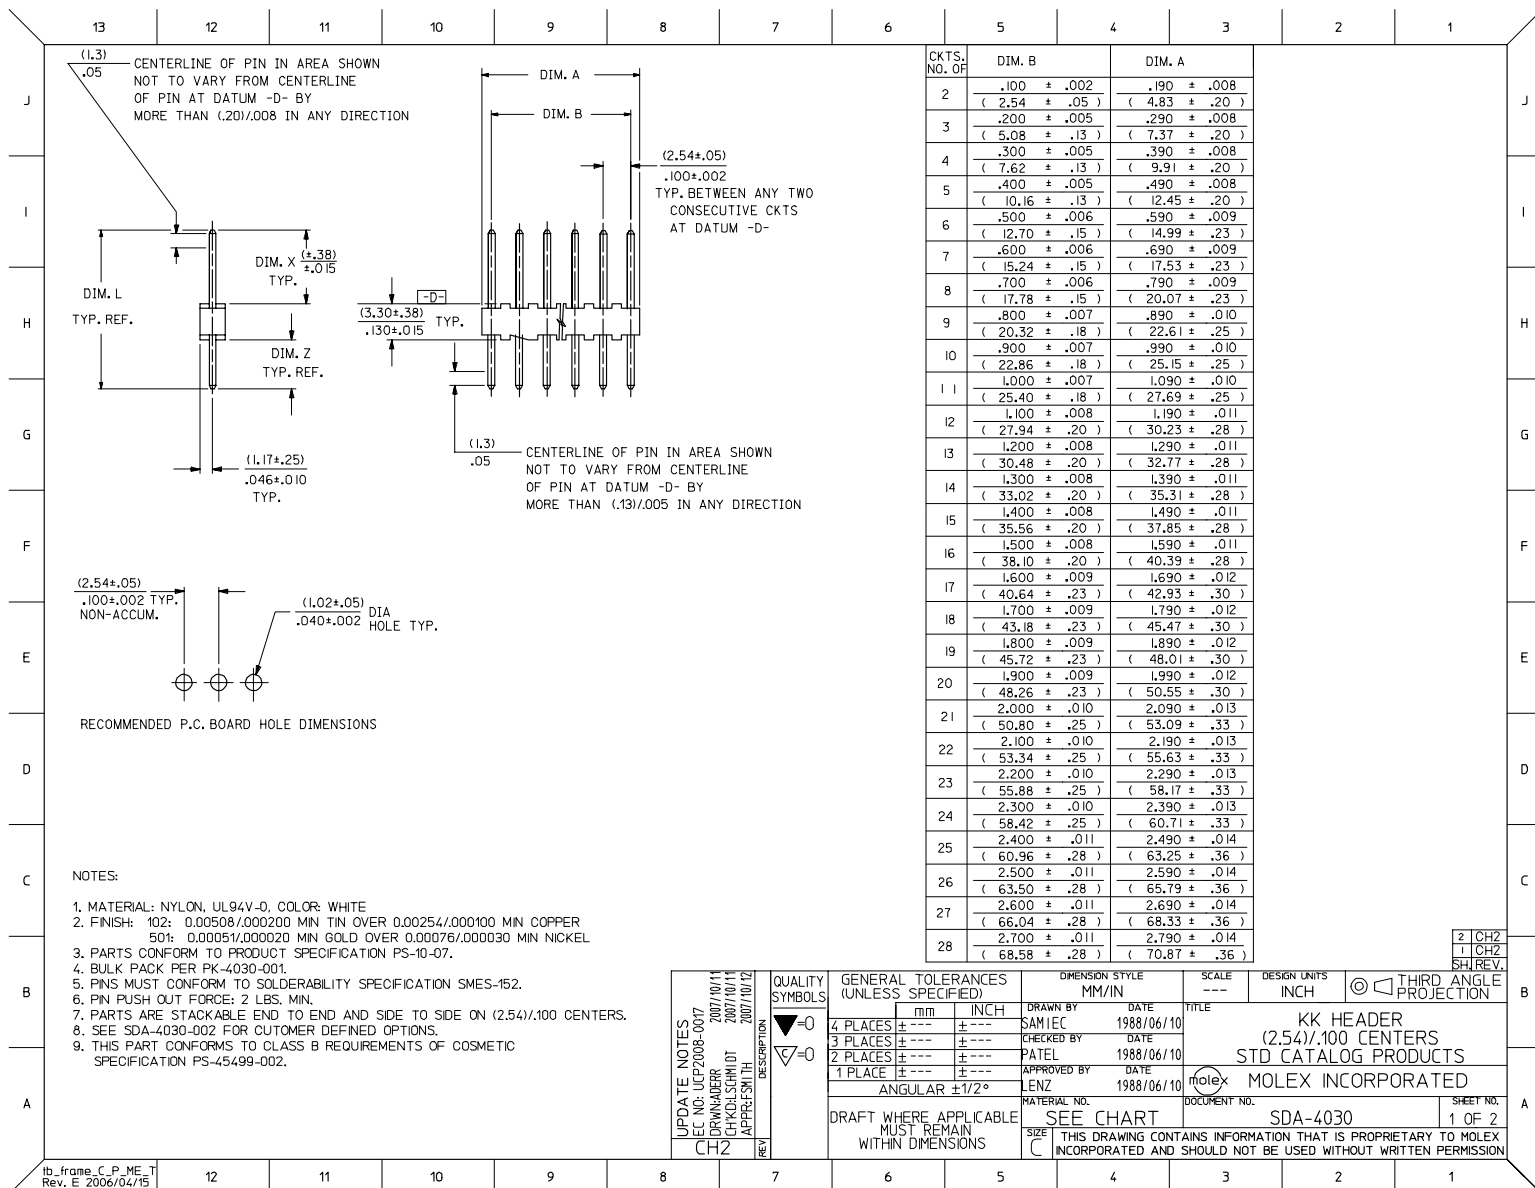 13 12 11 10 9 8 7 6 5 4 3 2 1
J
I
H
G
F
E
D
C
B
A
(1.3)
.05
CENTERLINE OF PIN IN AREA SHOWN
NOT TO VARY FROM CENTERLINE
OF PIN AT DATUM -D- BY
MORE THAN (.20)/.008 IN ANY DIRECTION
DIM. A
DIM. B
(2.54±.05)
.100±.002
TYP. BETWEEN ANY TWO
CONSECUTIVE CKTS
AT DATUM -D-
DIM. X (±.38)
±.015
TYP.
DIM. L
TYP. REF.
DIM. Z
TYP. REF.
-D-
(3.30±.38)
.130±.015
TYP.
(1.17±.25)
.046±.010
TYP.
(1.3)
.05
CENTERLINE OF PIN IN AREA SHOWN
NOT TO VARY FROM CENTERLINE
OF PIN AT DATUM -D- BY
MORE THAN (.13)/.005 IN ANY DIRECTION
(2.54±.05)
.100±.002 TYP.
NON-ACCUM.
(1.02±.05)
.040±.002
DIA
HOLE TYP.
RECOMMENDED P.C. BOARD HOLE DIMENSIONS
CKTS.
NO. OF
DIM. B DIM. A
2 .100 ± .002 .190 ± .008
( 2.54 ± .05 ) ( 4.83 ± .20 )
3 .200 ± .005 .290 ± .008
( 5.08 ± .13 ) ( 7.37 ± .20 )
4 .300 ± .005 .390 ± .008
( 7.62 ± .13 ) ( 9.91 ± .20 )
5 .400 ± .005 .490 ± .008
( 10.16 ± .13 ) ( 12.45 ± .20 )
6 .500 ± .006 .590 ± .009
( 12.70 ± .15 ) ( 14.99 ± .23 )
7 .600 ± .006 .690 ± .009
( 15.24 ± .15 ) ( 17.53 ± .23 )
8 .700 ± .006 .790 ± .009
( 17.78 ± .15 ) ( 20.07 ± .23 )
9 .800 ± .007 .890 ± .010
( 20.32 ± .18 ) ( 22.61 ± .25 )
10 .900 ± .007 .990 ± .010
( 22.86 ± .18 ) ( 25.15 ± .25 )
11 1.000 ± .007 1.090 ± .010
( 25.40 ± .18 ) ( 27.69 ± .25 )
12 1.100 ± .008 1.190 ± .011
( 27.94 ± .20 ) ( 30.23 ± .28 )
13 1.200 ± .008 1.290 ± .011
( 30.48 ± .20 ) ( 32.77 ± .28 )
14 1.300 ± .008 1.390 ± .011
( 33.02 ± .20 ) ( 35.31 ± .28 )
15 1.400 ± .008 1.490 ± .011
( 35.56 ± .20 ) ( 37.85 ± .28 )
16 1.500 ± .008 1.590 ± .011
( 38.10 ± .20 ) ( 40.39 ± .28 )
17 1.600 ± .009 1.690 ± .012
( 40.64 ± .23 ) ( 42.93 ± .30 )
18 1.700 ± .009 1.790 ± .012
( 43.18 ± .23 ) ( 45.47 ± .30 )
19 1.800 ± .009 1.890 ± .012
( 45.72 ± .23 ) ( 48.01 ± .30 )
20 1.900 ± .009 1.990 ± .012
( 48.26 ± .23 ) ( 50.55 ± .30 )
21 2.000 ± .010 2.090 ± .013
( 50.80 ± .25 ) ( 53.09 ± .33 )
22 2.100 ± .010 2.190 ± .013
( 53.34 ± .25 ) ( 55.63 ± .33 )
23 2.200 ± .010 2.290 ± .013
( 55.88 ± .25 ) ( 58.17 ± .33 )
24 2.300 ± .010 2.390 ± .013
( 58.42 ± .25 ) ( 60.71 ± .33 )
25 2.400 ± .011 2.490 ± .014
( 60.96 ± .28 ) ( 63.25 ± .36 )
26 2.500 ± .011 2.590 ± .014
( 63.50 ± .28 ) ( 65.79 ± .36 )
27 2.600 ± .011 2.690 ± .014
( 66.04 ± .28 ) ( 68.33 ± .36 )
28 2.700 ± .011 2.790 ± .014
( 68.58 ± .28 ) ( 70.87 ± .36 )
NOTES:
1. MATERIAL: NYLON, UL94V-0, COLOR: WHITE
2. FINISH: 102: 0.00508/.000200 MIN TIN OVER 0.00254/.000100 MIN COPPER
501: 0.00051/.000020 MIN GOLD OVER 0.00076/.000030 MIN NICKEL
3. PARTS CONFORM TO PRODUCT SPECIFICATION PS-10-07.
4. BULK PACK PER PK-4030-001.
5. PINS MUST CONFORM TO SOLDERABILITY SPECIFICATION SMES-152.
6. PIN PUSH OUT FORCE: 2 LBS. MIN.
7. PARTS ARE STACKABLE END TO END AND SIDE TO SIDE ON (2.54)/.100 CENTERS.
8. SEE SDA-4030-002 FOR CUTOMER DEFINED OPTIONS.
9. THIS PART CONFORMS TO CLASS B REQUIREMENTS OF COSMETIC
SPECIFICATION PS-45499-002.
2 CH2
1 CH2
SH. REV.
UPDATE NOTES
EC NO: UCP2008-0017
DRWN:ADERR 2007/10/11
CH'KD:LSCHMIDT 2007/10/11
APPR:FSMITH 2007/10/12
CH2
REV
DESCRIPTION
QUALITY
SYMBOLS
=0
C =0
GENERAL TOLERANCES
(UNLESS SPECIFIED)
mm INCH
4 PLACES ±--- ±---
3 PLACES ±--- ±---
2 PLACES ±--- ±---
1 PLACE ±--- ±---
ANGULAR ±1/2°
DRAFT WHERE APPLICABLE
MUST REMAIN
WITHIN DIMENSIONS
DIMENSION STYLE
MM/IN
SCALE
---
DESIGN UNITS
INCH
THIRD ANGLE
PROJECTION
DRAWN BY DATE
SAMIEC 1988/06/10
CHECKED BY DATE
PATEL 1988/06/10
APPROVED BY DATE
LENZ 1988/06/10
TITLE
KK HEADER
(2.54)/.100 CENTERS
STD CATALOG PRODUCTS
molex MOLEX INCORPORATED
MATERIAL NO.
SEE CHART
DOCUMENT NO.
SDA-4030
SHEET NO.
1 OF 2
SIZE
C
THIS DRAWING CONTAINS INFORMATION THAT IS PROPRIETARY TO MOLEX
INCORPORATED AND SHOULD NOT BE USED WITHOUT WRITTEN PERMISSION
J
I
H
G
F
E
D
C
B
A
tb_frame_C_P_ME_T
Rev. E 2006/04/15
12 11 10 9 8 7 6 5 4 3 2 1